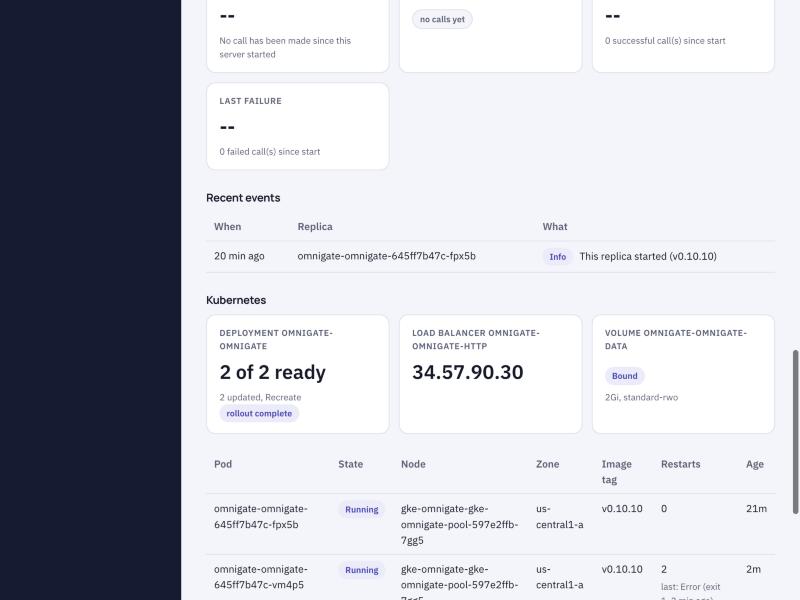 --
No call has been made since this
server started
no calls yet
--
0 successful call(s) since start
LAST FAILURE
--
0 failed call(s) since start
Recent events
When Replica What
20 min ago omnigate-omnigate-645ff7b47c-fpx5b Info This replica started (v0.10.10)
Kubernetes
DEPLOYMENT OMNIGATE-
OMNIGATE
2 of 2 ready
2 updated, Recreate
rollout complete
LOAD BALANCER OMNIGATE-
OMNIGATE-HTTP
34.57.90.30
VOLUME OMNIGATE-OMNIGATE-
DATA
Bound
2Gi, standard-rwo
Pod State Node Zone Image Restarts Age
tag
omnigate-omnigate- Running gke-omnigate-gke- us- v0.10.10 0 21m
645ff7b47c-fpx5b omnigate-pool-597e2ffb- central1-a
7gg5
omnigate-omnigate- Running gke-omnigate-gke- us- v0.10.10 2 2m
645ff7b47c-vm4p5 omnigate-pool-597e2ffb- central1-a last: Error (exit